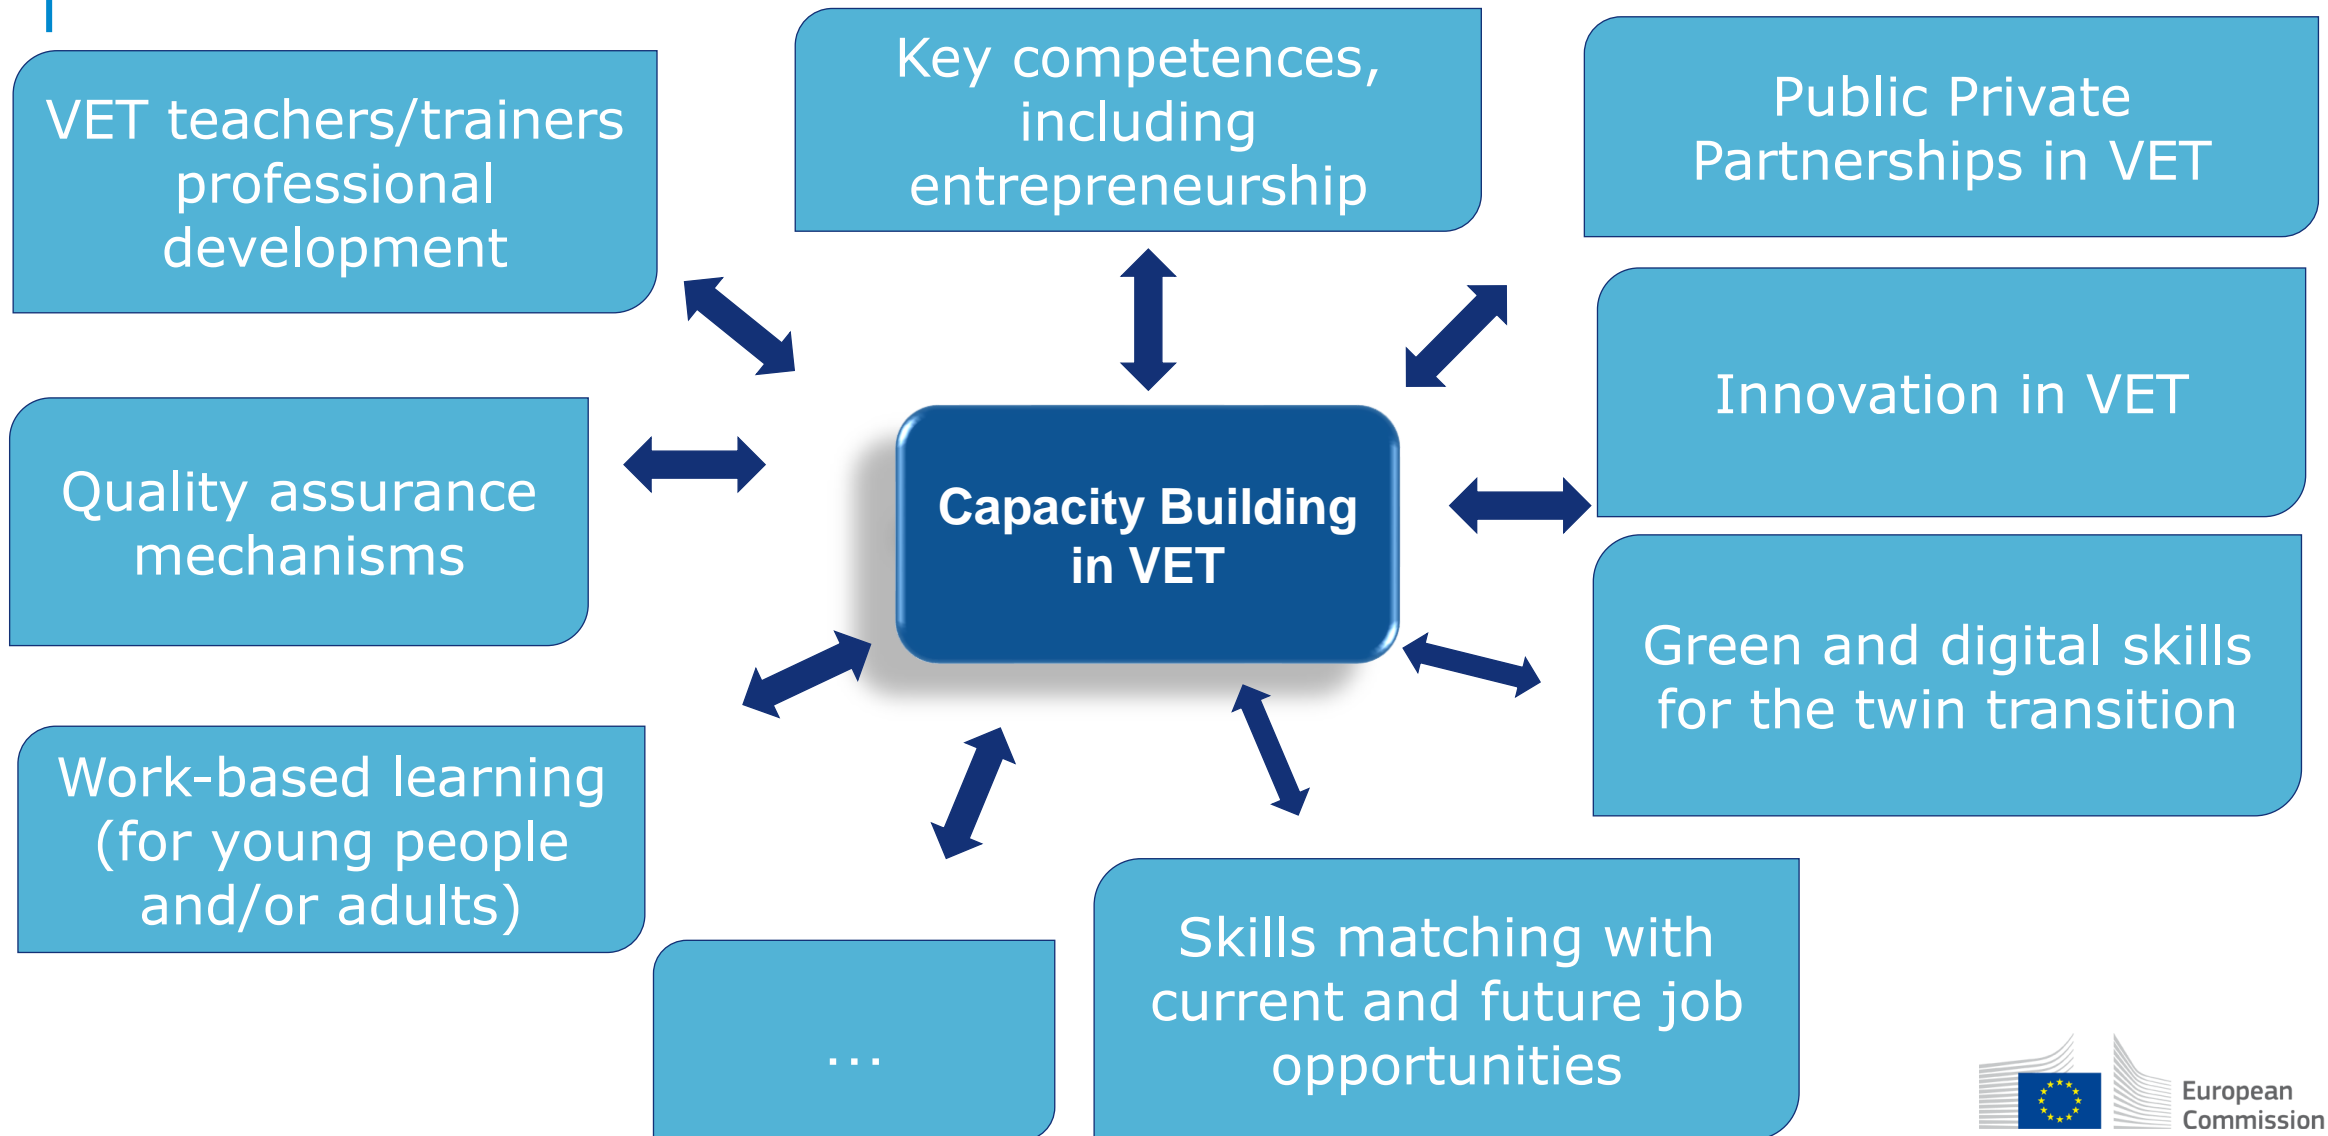 VET teachers/trainers
professional
development
Key competences,
including
entrepreneurship
Public Private
Partnerships in VET
Innovation in VET
Quality assurance
mechanisms
Capacity Building
in VET
Green and digital skills
for the twin transition
Work-based learning
(for young people
and/or adults)
...
Skills matching with
current and future job
opportunities
European
Commission